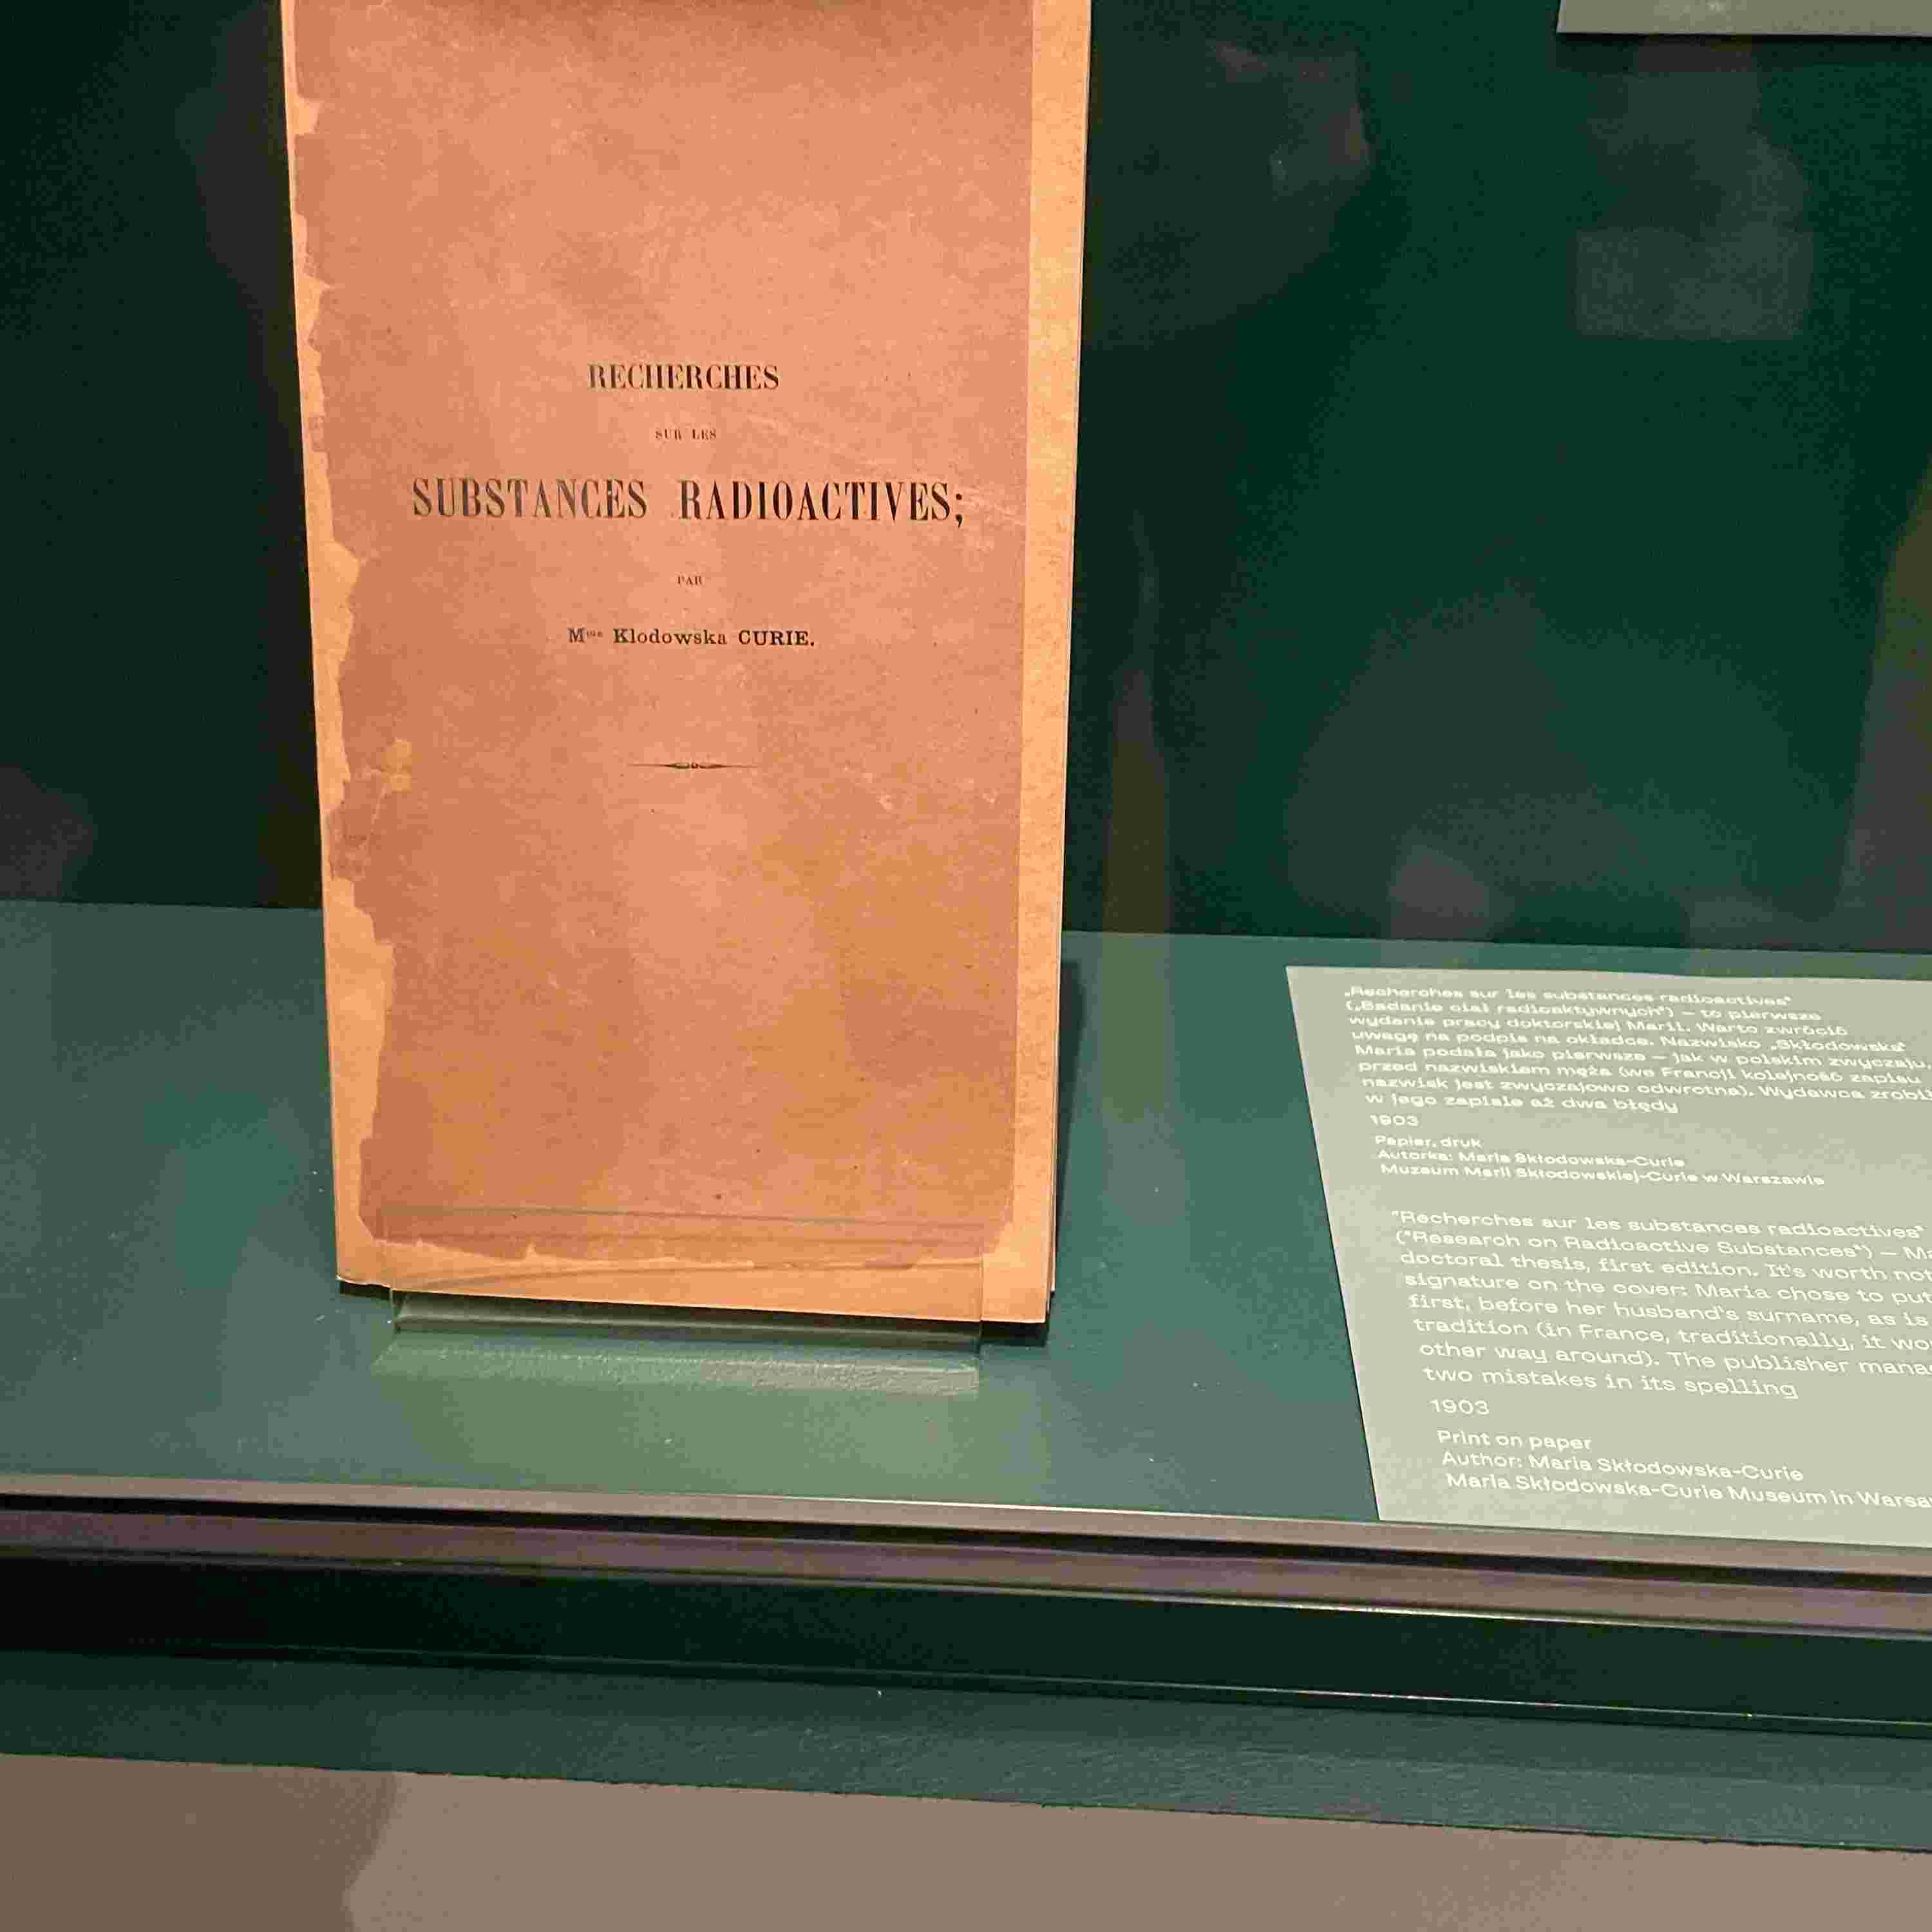 RECHERCHES
SUR LES
SUBSTANCES RADIOACTIVES;
PAR
Mme Klodowska CURIE.
„Recherches sur les substances radioactives"
(„Badanie ciał radioaktywnych") — to pierwsze
wydanie pracy doktorskiej Marii. Warto zwrócić
uwagę na podpis na okładce. Nazwisko „Skłodowska"
Maria podała jako pierwsze — jak w polskim zwyczaju,
przed nazwiskiem męża (we Francji kolejność zapisu
nazwisk jest zwyczajowo odwrotna). Wydawca zrobił
w jego zapisie aż dwa błędy
1903
Papier, druk
Autorka: Maria Skłodowska-Curie
Muzeum Marii Skłodowskiej-Curie w Warszawie
"Recherches sur les substances radioactives"
("Research on Radioactive Substances") —
doctoral thesis, first edition. It's worth
signature on the cover: Maria chose to put
first, before her husband's surname, as is
tradition (in France, traditionally, it
other way around). The publisher
two mistakes in its spelling
1903
Print on paper
Author: Maria Skłodowska-Curie
Maria Skłodowska-Curie Museum in